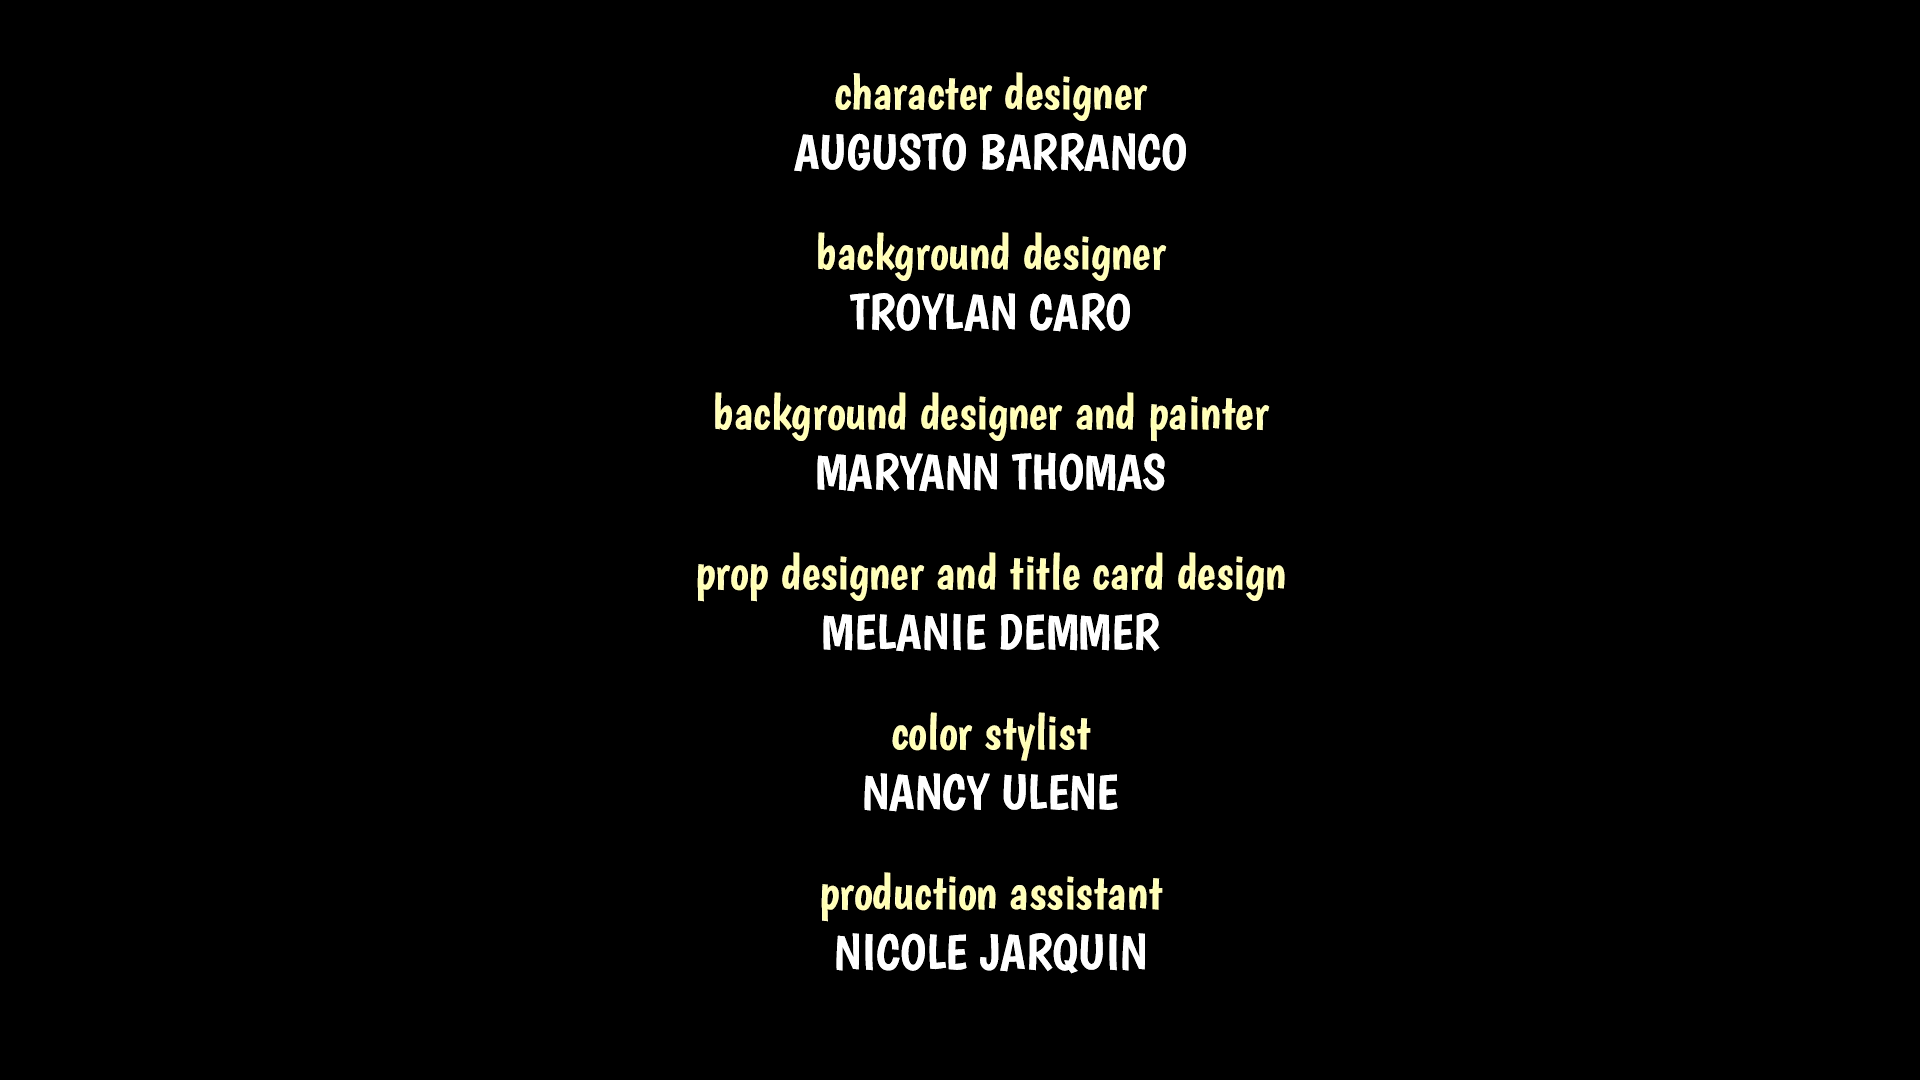 character designer
AUGUSTO BARRANCO
background designer
TROYLAN CARO
background designer and painter
MARYANN THOMAS
prop designer and title card design
MELANIE DEMMER
color stylist
NANCY ULENE
production assistant
NICOLE JARQUIN